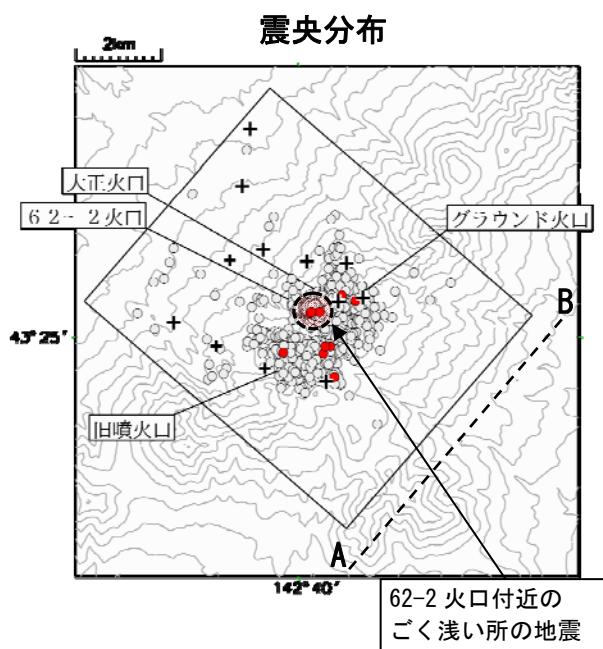 震央分布
2km
大正火口
62-2火口
グラウンド火口
B
43°25′
旧噴火口
A
142°40′
62-2 火口付近の
ごく浅い所の地震